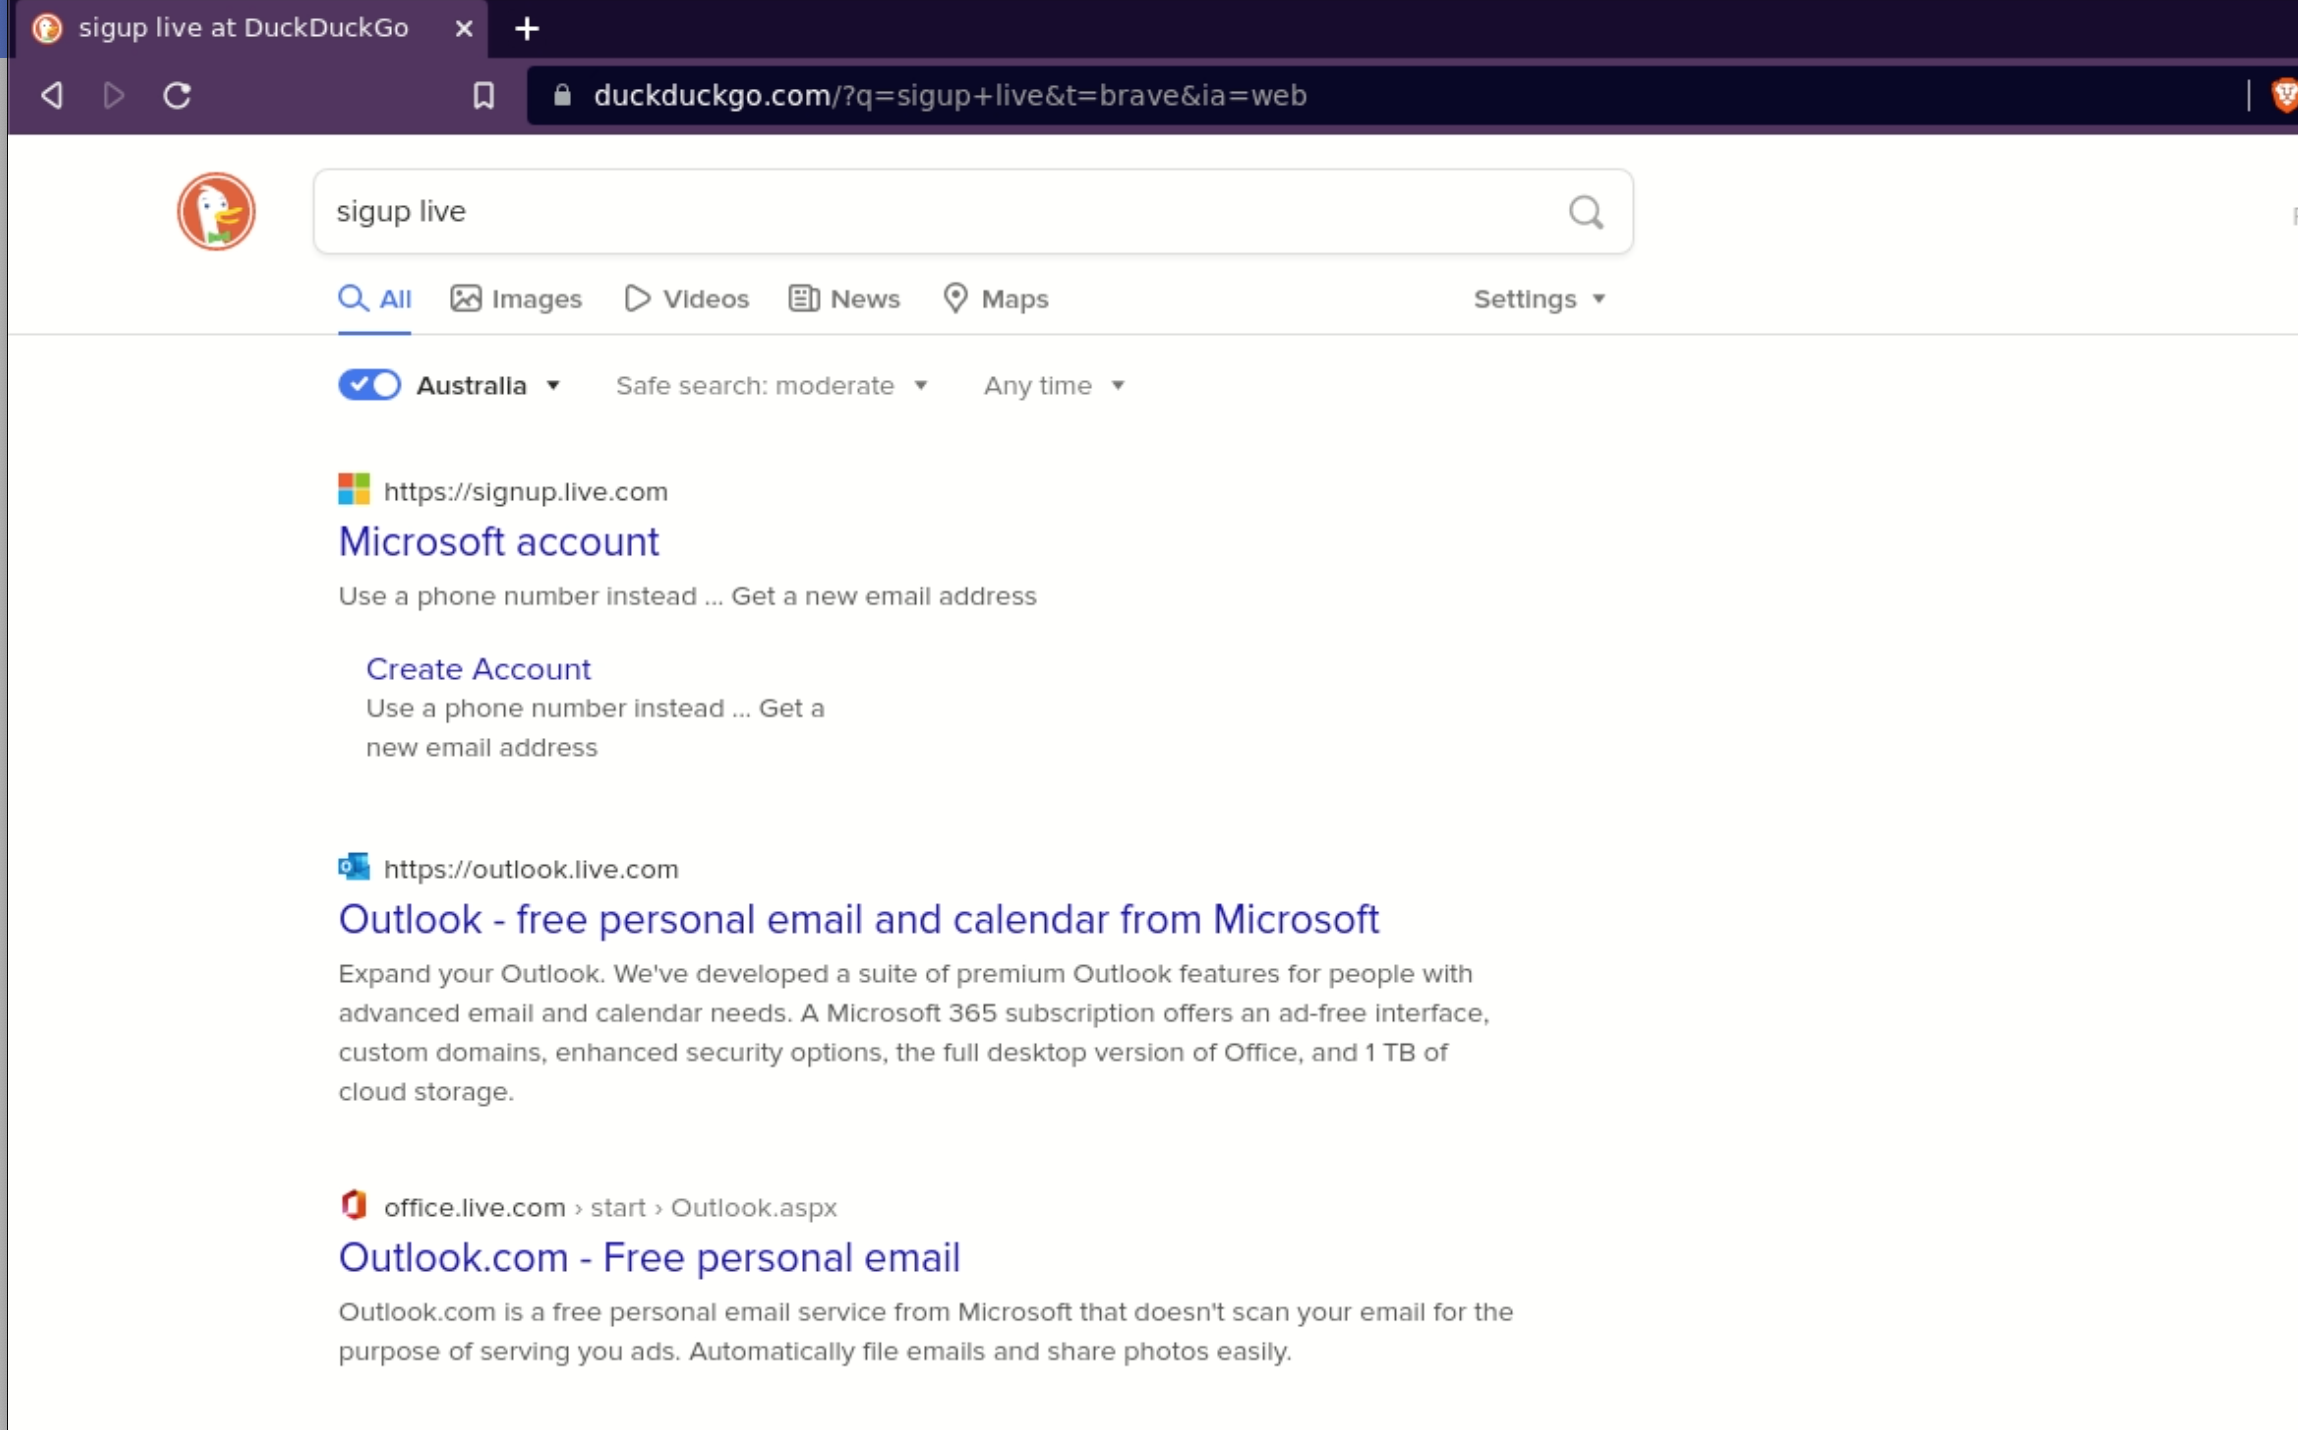 sigup live at DuckDuckGo
duckduckgo.com/?q=sigup+live&t=brave&ia=web
sigup live
All Images Videos News Maps Settings
Australia Safe search: moderate Any time
https://signup.live.com
Microsoft account
Use a phone number instead ... Get a new email address
Create Account
Use a phone number instead ... Get a
new email address
https://outlook.live.com
Outlook - free personal email and calendar from Microsoft
Expand your Outlook. We've developed a suite of premium Outlook features for people with
advanced email and calendar needs. A Microsoft 365 subscription offers an ad-free interface,
custom domains, enhanced security options, the full desktop version of Office, and 1 TB of
cloud storage.
office.live.com › start › Outlook.aspx
Outlook.com - Free personal email
Outlook.com is a free personal email service from Microsoft that doesn't scan your email for the
purpose of serving you ads. Automatically file emails and share photos easily.